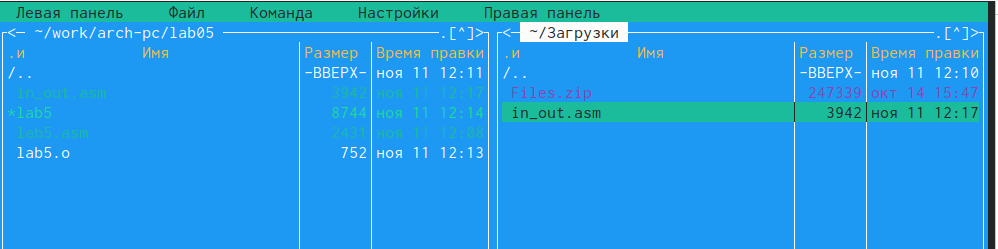 Левая панель Файл Команда Настройки Правая панель
<— ~/work/arch-pc/lab05 .[^]>
.и Имя Размер Время правки
/.. -ВВЕРХ- ноя 11 12:11
in_out.asm 3942 ноя 11 12:17
*lab5 8744 ноя 11 12:14
lab5.asm 2431 ноя 11 12:08
lab5.o 752 ноя 11 12:13
<— ~/Загрузки .[^]>
.и Имя Размер Время правки
/.. -ВВЕРХ- ноя 11 12:10
Files.zip 247339 окт 14 15:47
in_out.asm 3942 ноя 11 12:17